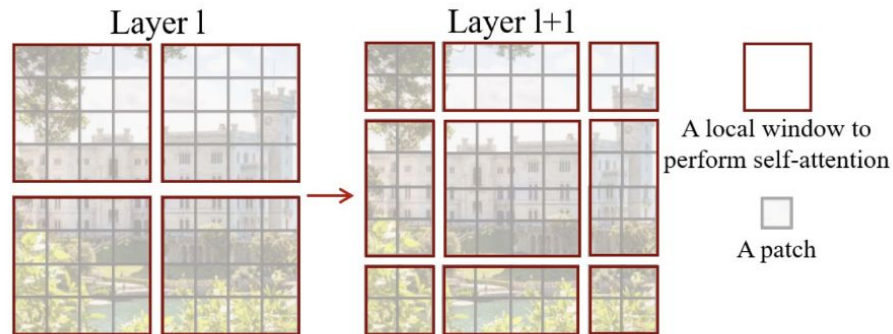 Layer l
Layer l+1
A local window to
perform self-attention
A patch